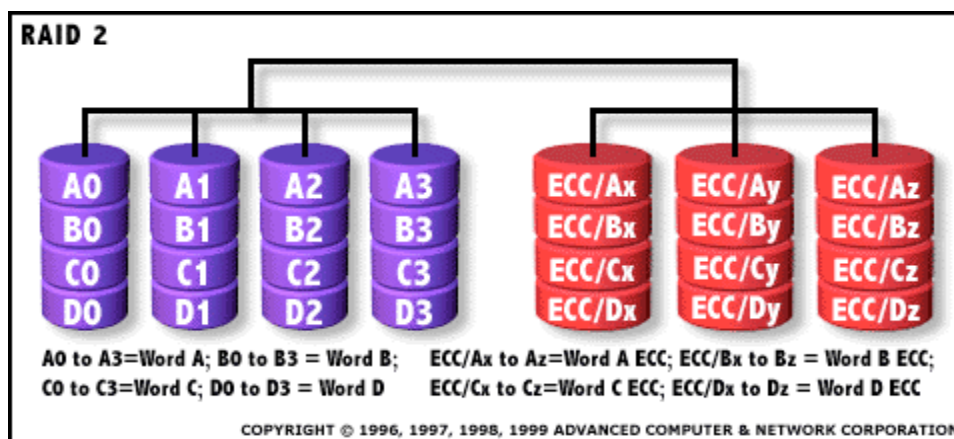 RAID 2
A0 A1 A2 A3 ECC/Ax ECC/Ay ECC/Az
B0 B1 B2 B3 ECC/Bx ECC/By ECC/Bz
C0 C1 C2 C3 ECC/Cx ECC/Cy ECC/Cz
D0 D1 D2 D3 ECC/Dx ECC/Dy ECC/Dz
A0 to A3=Word A; B0 to B3 = Word B; ECC/Ax to Az=Word A ECC; ECC/Bx to Bz = Word B ECC;
C0 to C3=Word C; D0 to D3 = Word D ECC/Cx to Cz=Word C ECC; ECC/Dx to Dz = Word D ECC
COPYRIGHT © 1996, 1997, 1998, 1999 ADVANCED COMPUTER & NETWORK CORPORATION